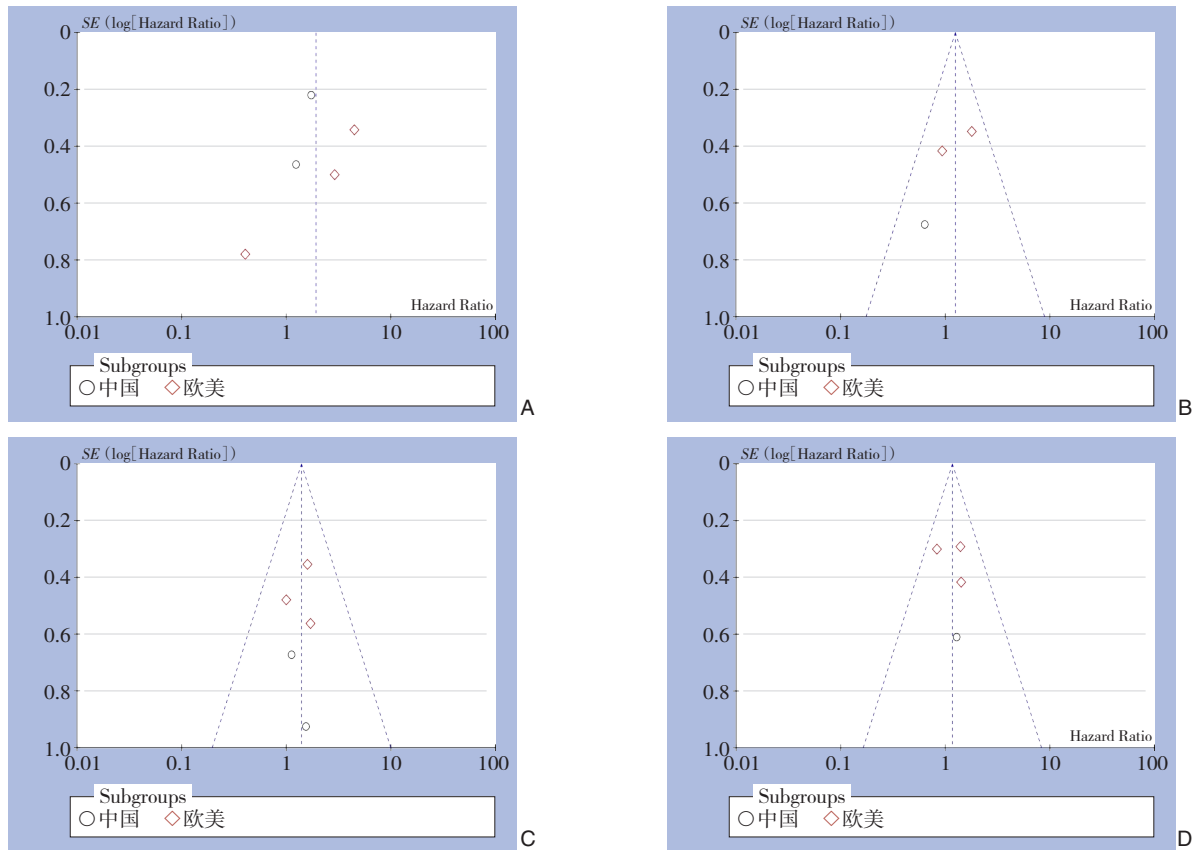 SE (log[Hazard Ratio])
0
0.2
0.4
0.6
0.8
1.0
Hazard Ratio
0.01 0.1 1 10 100
Subgroups
中国 欧美
A
SE (log[Hazard Ratio])
0
0.2
0.4
0.6
0.8
1.0
Hazard Ratio
0.01 0.1 1 10 100
Subgroups
中国 欧美
B
SE (log[Hazard Ratio])
0
0.2
0.4
0.6
0.8
1.0
0.01 0.1 1 10 100
Subgroups
中国 欧美
C
SE (log[Hazard Ratio])
0
0.2
0.4
0.6
0.8
1.0
Hazard Ratio
0.01 0.1 1 10 100
Subgroups
中国 欧美
D